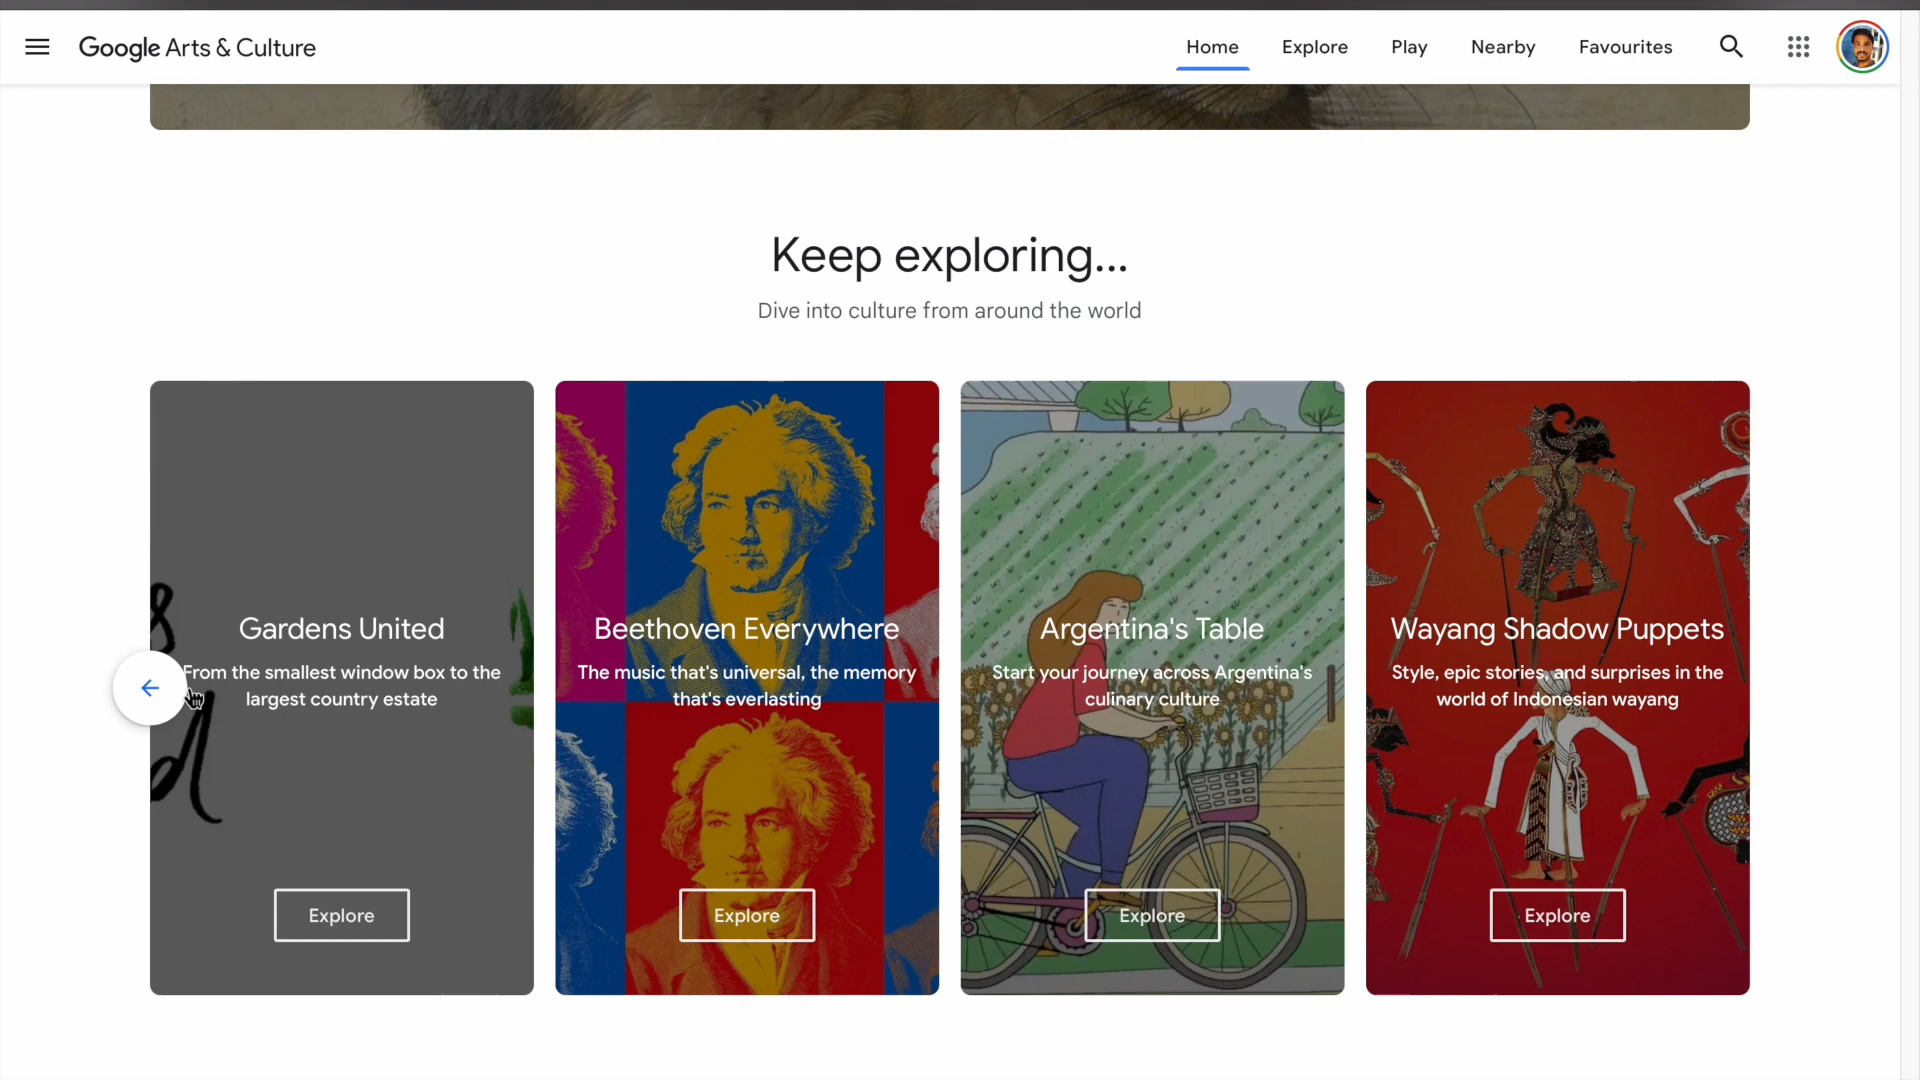 Google Arts & Culture
Home
Explore
Play
Nearby
Favourites
Keep exploring...
Dive into culture from around the world
Gardens United
From the smallest window box to the
largest country estate
Explore
Beethoven Everywhere
The music that's universal, the memory
that's everlasting
Explore
Argentina's Table
Start your journey across Argentina's
culinary culture
Explore
Wayang Shadow Puppets
Style, epic stories, and surprises in the
world of Indonesian wayang
Explore